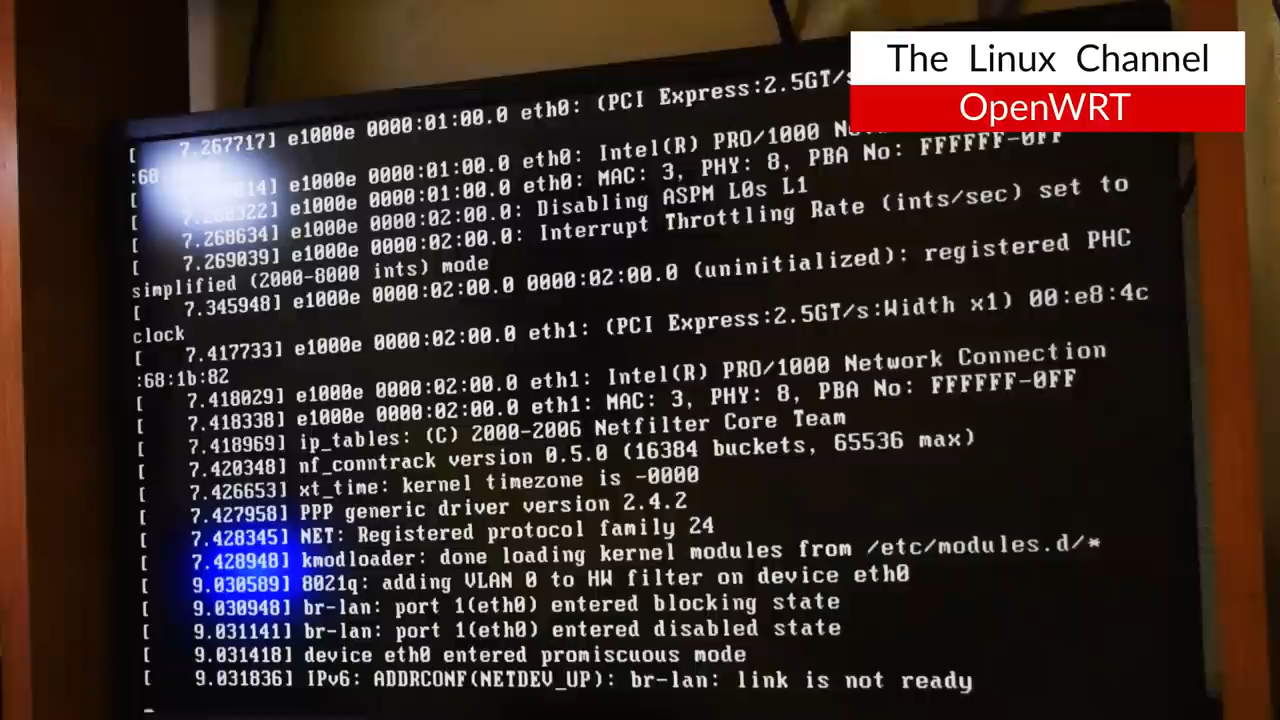 The Linux Channel
OpenWRT
[ 7.267717] e1000e 0000:01:00.0 eth0: (PCI Express:2.5GT/s
:68
[ e1000e 0000:01:00.0 eth0: Intel(R) PRO/1000
[ e1000e 0000:01:00.0 eth0: MAC: 3, PHY: 8, PBA No: FFFFFF-0FF
[ 7.268634] e1000e 0000:02:00.0: Disabling ASPM L0s L1
[ 7.269039] e1000e 0000:02:00.0: Interrupt Throttling Rate (ints/sec) set to
simplified (2000-8000 ints) mode
[ 7.345948] e1000e 0000:02:00.0 0000:02:00.0 (uninitialized): registered PHC
clock
[ 7.417733] e1000e 0000:02:00.0 eth1: (PCI Express:2.5GT/s:Width x1) 00:e8:4c
:68:1b:82
[ 7.418029] e1000e 0000:02:00.0 eth1: Intel(R) PRO/1000 Network Connection
[ 7.418338] e1000e 0000:02:00.0 eth1: MAC: 3, PHY: 8, PBA No: FFFFFF-0FF
[ 7.418969] ip_tables: (C) 2000-2006 Netfilter Core Team
[ 7.420348] nf_conntrack version 0.5.0 (16384 buckets, 65536 max)
[ 7.426653] xt_time: kernel timezone is -0000
[ 7.427958] PPP generic driver version 2.4.2
[ 7.428345] NET: Registered protocol family 24
[ 7.428948] kmodloader: done loading kernel modules from /etc/modules.d/*
[ 9.030589] 8021q: adding VLAN 0 to HW filter on device eth0
[ 9.030948] br-lan: port 1(eth0) entered blocking state
[ 9.031141] br-lan: port 1(eth0) entered disabled state
[ 9.031418] device eth0 entered promiscuous mode
[ 9.031836] IPv6: ADDRCONF(NETDEV_UP): br-lan: link is not ready